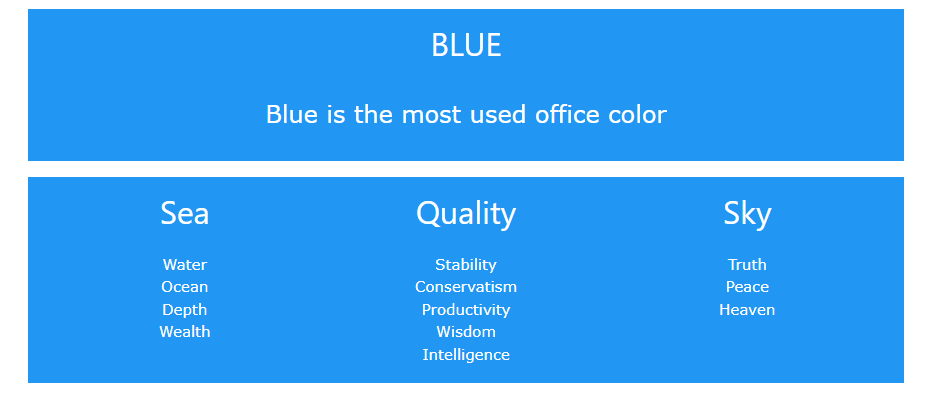 BLUE
Blue is the most used office color
Sea
Water
Ocean
Depth
Wealth
Quality
Stability
Conservatism
Productivity
Wisdom
Intelligence
Sky
Truth
Peace
Heaven